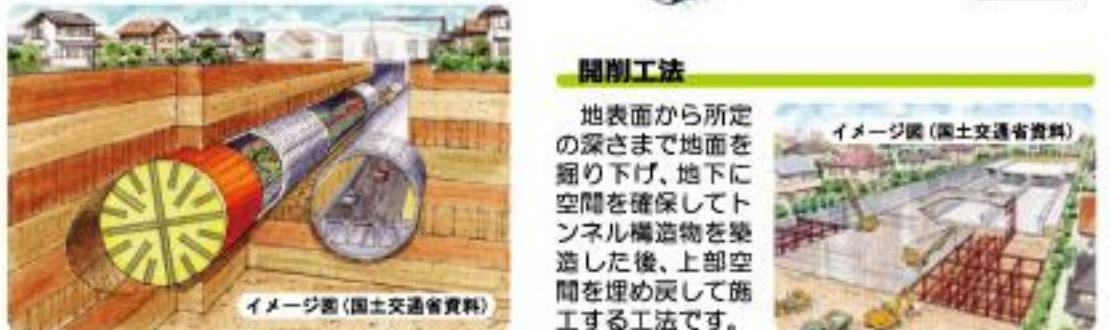 イメージ図(国土交通省資料)
開削工法
地表面から所定
の深さまで地面を
掘り下げ、地下に
空間を確保してト
ンネル構造物を築
造した後、上部空
間を埋め戻して施
工する工法です。
イメージ図(国土交通省資料)